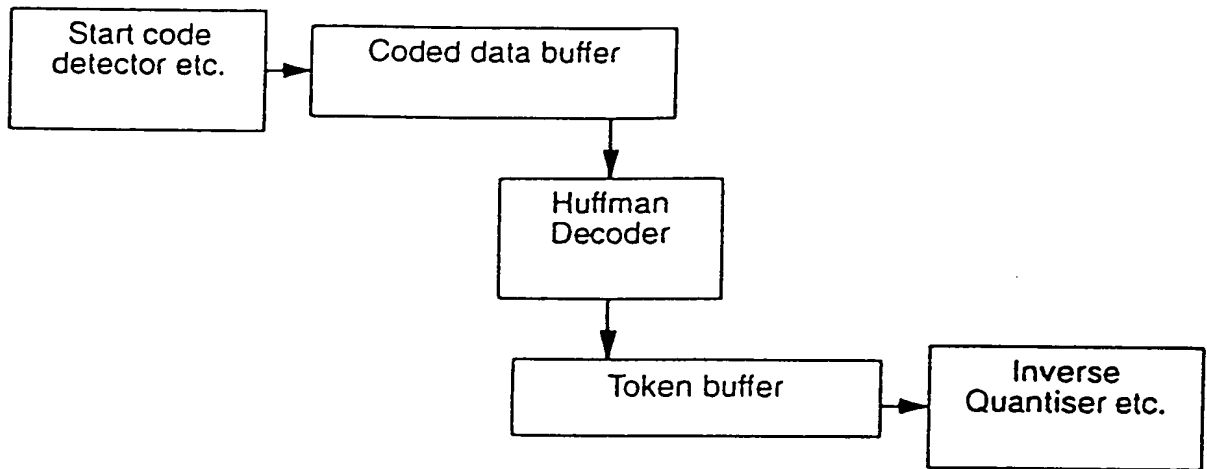 Start code
detector etc.
Coded data buffer
Huffman
Decoder
Token buffer
Inverse
Quantiser etc.